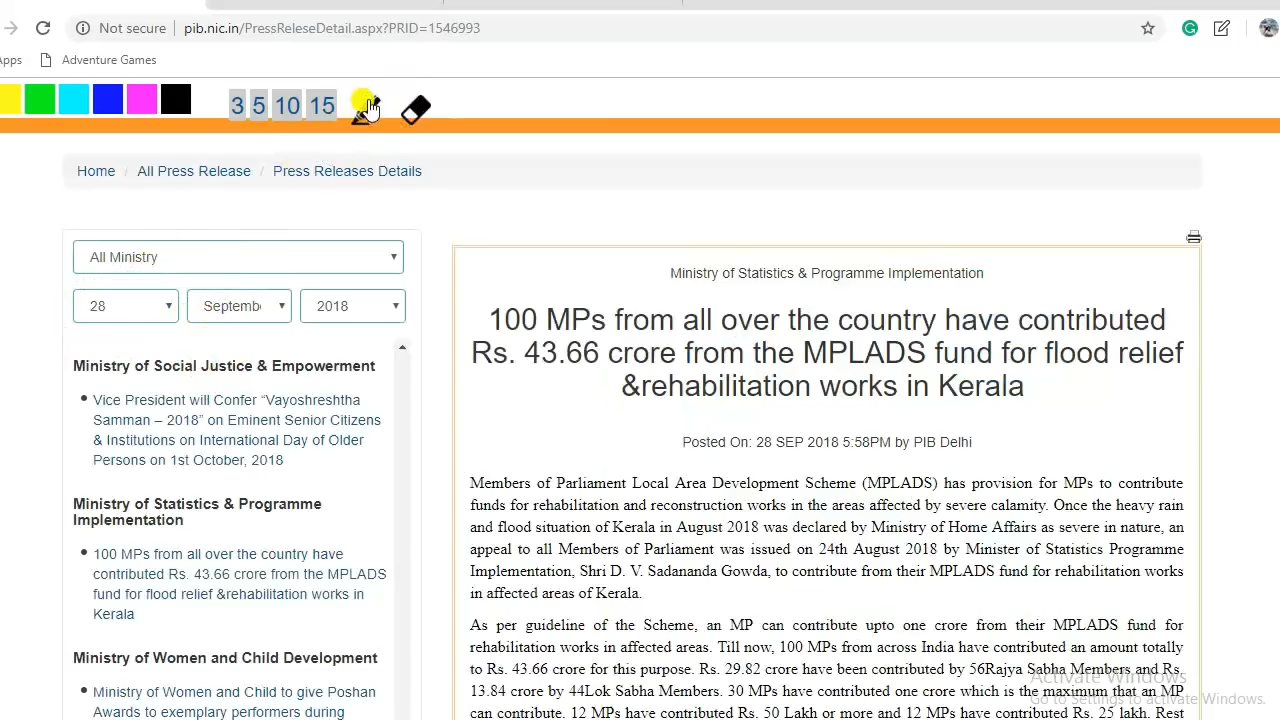 Not secure pib.nic.in/PressReleseDetail.aspx?PRID=1546993
Apps Adventure Games
3 5 10 15
Home / All Press Release / Press Releases Details
All Ministry
28 Septemb 2018
Ministry of Social Justice & Empowerment
Vice President will Confer “Vayoshreshtha
Samman – 2018” on Eminent Senior Citizens
& Institutions on International Day of Older
Persons on 1st October, 2018
Ministry of Statistics & Programme
Implementation
100 MPs from all over the country have
contributed Rs. 43.66 crore from the MPLADS
fund for flood relief &rehabilitation works in
Kerala
Ministry of Women and Child Development
Ministry of Women and Child to give Poshan
Awards to exemplary performers during
Ministry of Statistics & Programme Implementation
100 MPs from all over the country have contributed
Rs. 43.66 crore from the MPLADS fund for flood relief
&rehabilitation works in Kerala
Posted On: 28 SEP 2018 5:58PM by PIB Delhi
Members of Parliament Local Area Development Scheme (MPLADS) has provision for MPs to contribute
funds for rehabilitation and reconstruction works in the areas affected by severe calamity. Once the heavy rain
and flood situation of Kerala in August 2018 was declared by Ministry of Home Affairs as severe in nature, an
appeal to all Members of Parliament was issued on 24th August 2018 by Minister of Statistics Programme
Implementation, Shri D. V. Sadananda Gowda, to contribute from their MPLADS fund for rehabilitation works
in affected areas of Kerala.
As per guideline of the Scheme, an MP can contribute upto one crore from their MPLADS fund for
rehabilitation works in affected areas. Till now, 100 MPs from across India have contributed an amount totally
to Rs. 43.66 crore for this purpose. Rs. 29.82 crore have been contributed by 56Rajya Sabha Members and Rs.
13.84 crore by 44Lok Sabha Members. 30 MPs have contributed one crore which is the maximum that an MP
can contribute. 12 MPs have contributed Rs. 50 Lakh or more and 12 MPs have contributed Rs. 25 lakh. Rest
Activate Windows
Go to Settings to activate Windows.